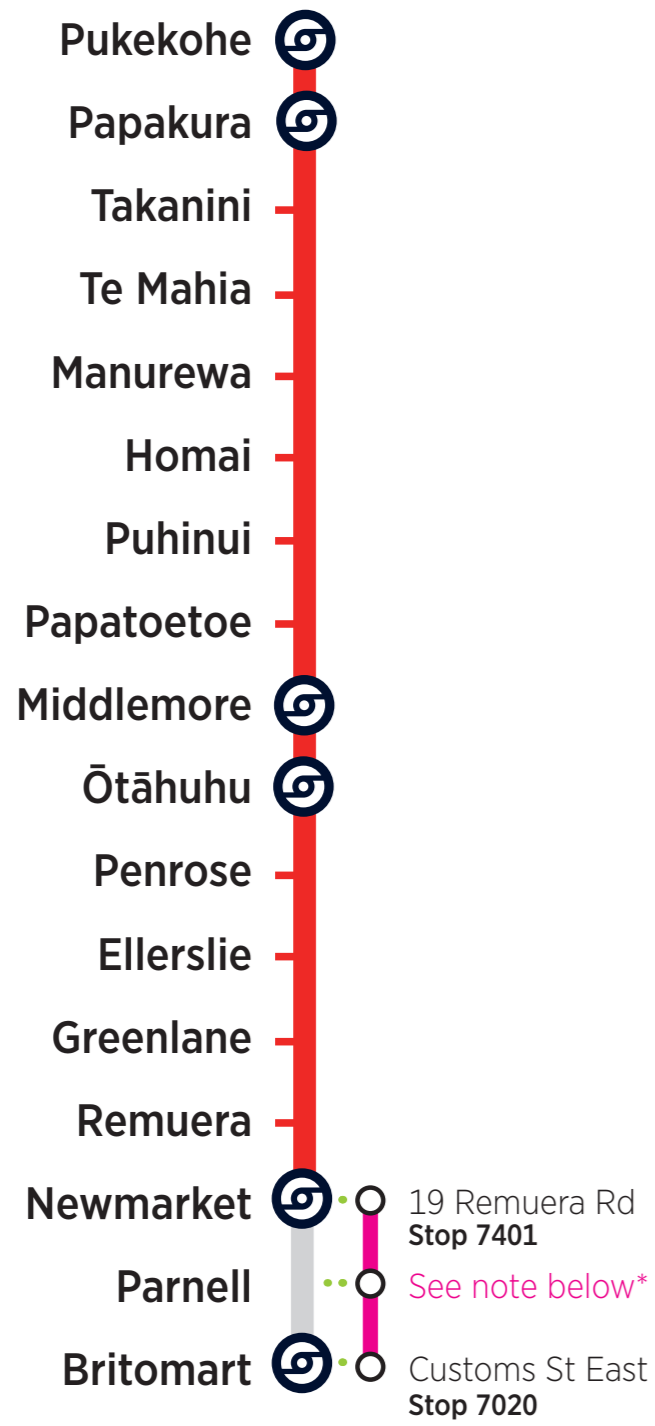 Pukekohe
Papakura
Takanini
Te Mahia
Manurewa
Homai
Puhinui
Papatoetoe
Middlemore
Ōtāhuhu
Penrose
Ellerslie
Greenlane
Remuera
Newmarket
19 Remuera Rd
Stop 7401
Parnell
See note below*
Britomart
Customs St East
Stop 7020